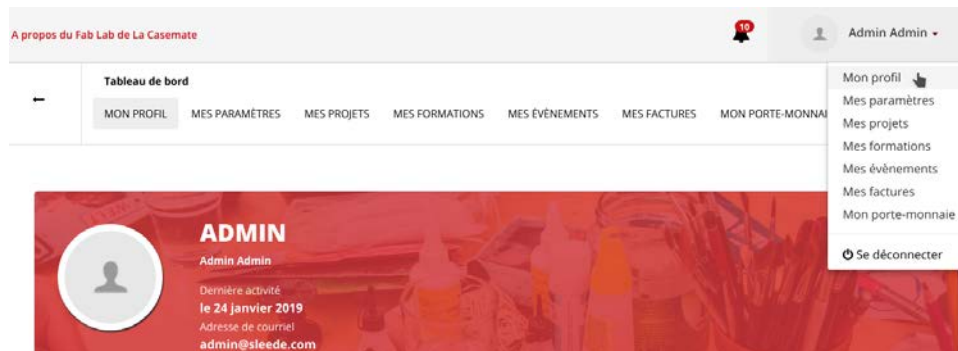 A propos du Fab Lab de La Casemate
10
Admin Admin
Tableau de bord
MON PROFIL MES PARAMÈTRES MES PROJETS MES FORMATIONS MES ÉVÈNEMENTS MES FACTURES MON PORTE-MONNAI
Mon profil
Mes paramètres
Mes projets
Mes formations
Mes évènements
Mes factures
Mon porte-monnaie
Se déconnecter
ADMIN
Admin Admin
Dernière activité
le 24 janvier 2019
Adresse de courriel
admin@sleede.com